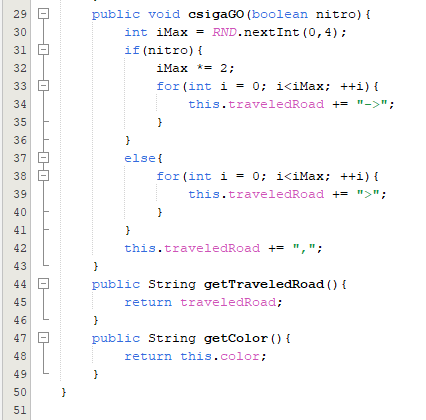 29 public void csigaGO(boolean nitro){
30 int iMax = RND.nextInt(0,4);
31 if(nitro){
32 iMax *= 2;
33 for(int i = 0; i<iMax; ++i){
34 this.traveledRoad += "->";
35 }
36 }
37 else{
38 for(int i = 0; i<iMax; ++i){
39 this.traveledRoad += ">";
40 }
41 }
42 this.traveledRoad += ",";
43 }
44 public String getTraveledRoad(){
45 return traveledRoad;
46 }
47 public String getColor(){
48 return this.color;
49 }
50 }
51